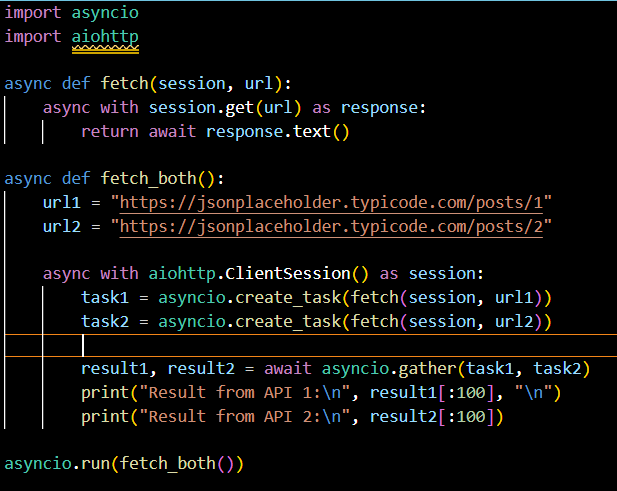 import asyncio
import aiohttp

async def fetch(session, url):
    async with session.get(url) as response:
        return await response.text()

async def fetch_both():
    url1 = "https://jsonplaceholder.typicode.com/posts/1"
    url2 = "https://jsonplaceholder.typicode.com/posts/2"

    async with aiohttp.ClientSession() as session:
        task1 = asyncio.create_task(fetch(session, url1))
        task2 = asyncio.create_task(fetch(session, url2))

        result1, result2 = await asyncio.gather(task1, task2)
        print("Result from API 1:\n", result1[:100], "\n")
        print("Result from API 2:\n", result2[:100])

asyncio.run(fetch_both())